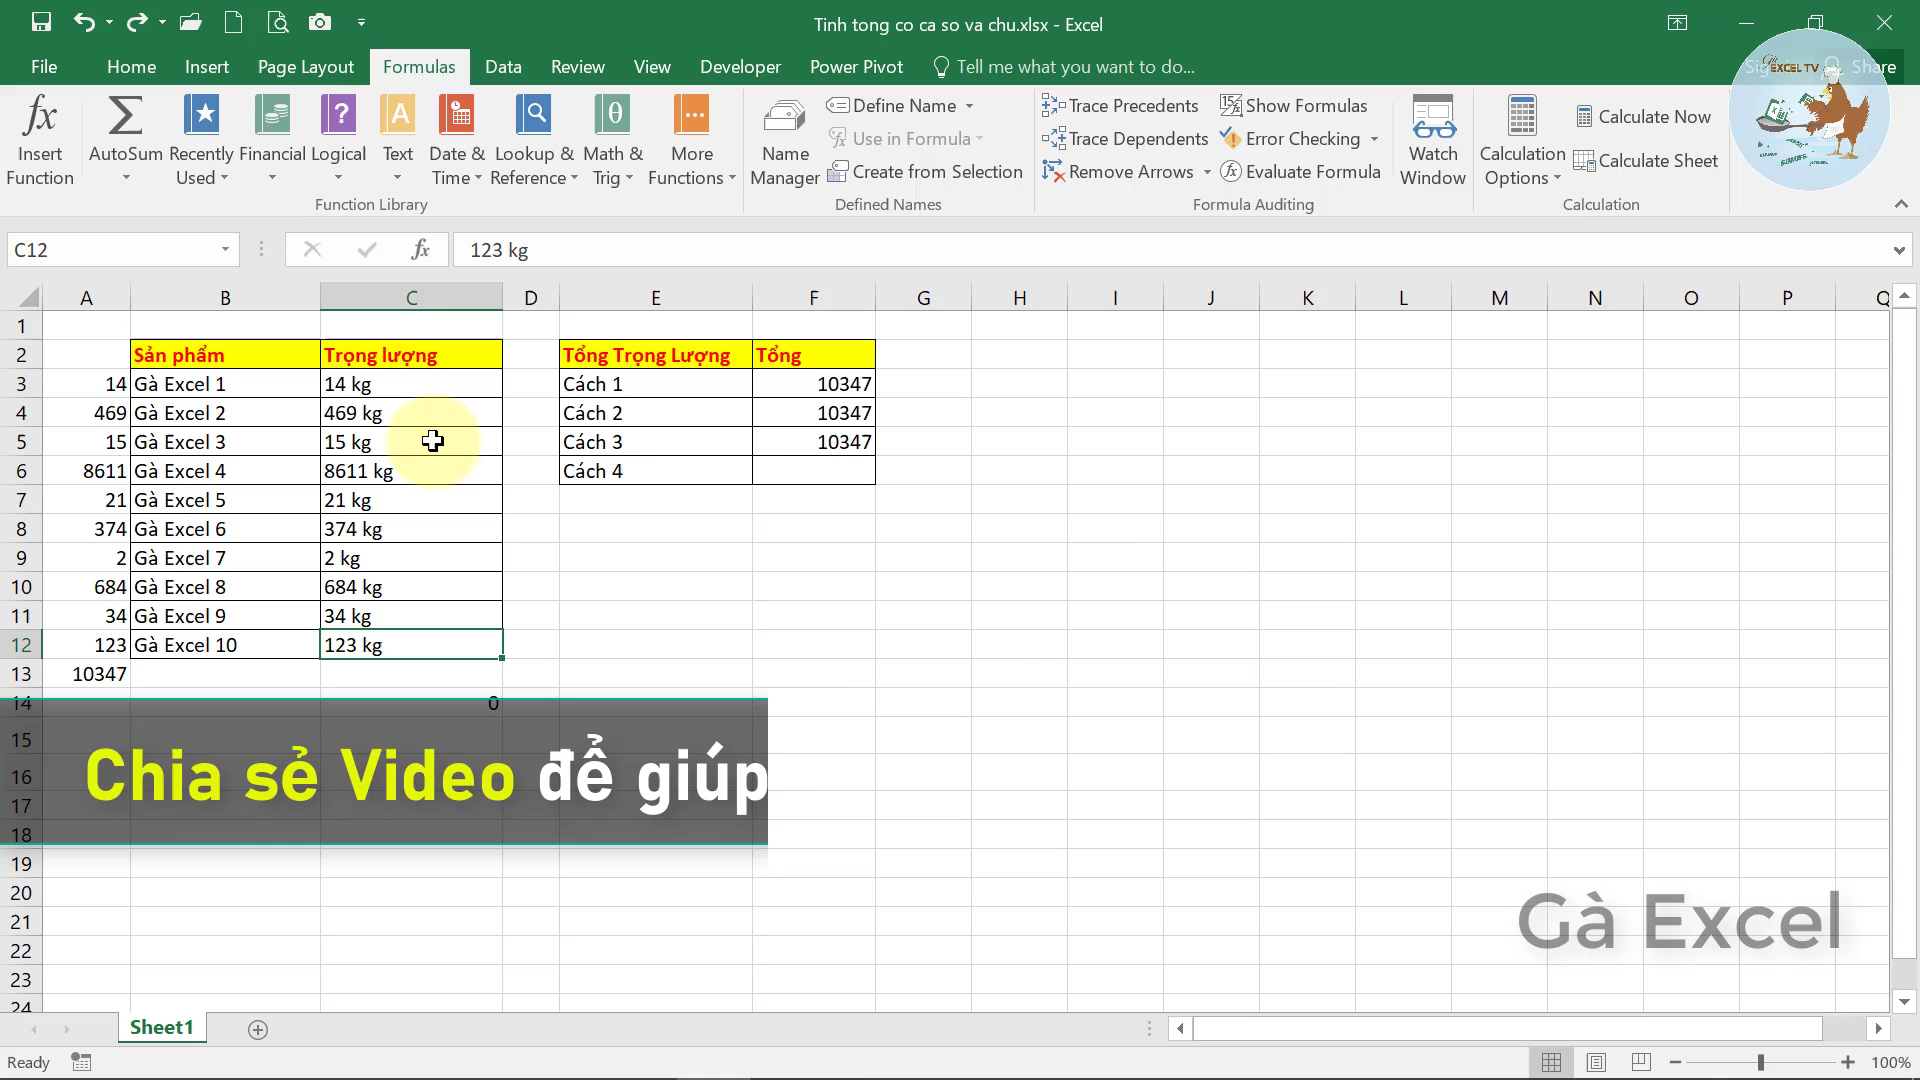 Tinh tong co ca so va chu.xlsx - Excel
File Home Insert Page Layout Formulas Data Review View Developer Power Pivot Tell me what you want to do... Share
EXCEL TV
Insert Function
AutoSum
Recently Used
Financial
Logical
Text
Date & Time
Lookup & Reference
Math & Trig
More Functions
Function Library
Name Manager
Define Name
Use in Formula
Create from Selection
Defined Names
Trace Precedents
Trace Dependents
Remove Arrows
Show Formulas
Error Checking
Evaluate Formula
Formula Auditing
Watch Window
Calculation Options
Calculate Now
Calculate Sheet
Calculation
C12 fx 123 kg
A B C D E F G H I J K L M N O P Q
1
2 Sản phẩm Trọng lượng Tổng Trọng Lượng Tổng
3 14 Gà Excel 1 14 kg Cách 1 10347
4 469 Gà Excel 2 469 kg Cách 2 10347
5 15 Gà Excel 3 15 kg Cách 3 10347
6 8611 Gà Excel 4 8611 kg Cách 4
7 21 Gà Excel 5 21 kg
8 374 Gà Excel 6 374 kg
9 2 Gà Excel 7 2 kg
10 684 Gà Excel 8 684 kg
11 34 Gà Excel 9 34 kg
12 123 Gà Excel 10 123 kg
13 10347
14 0
15
16
17
18
19
20
21
22
23
24
Chia sẻ Video để giúp
Gà Excel
Sheet1
Ready 100%